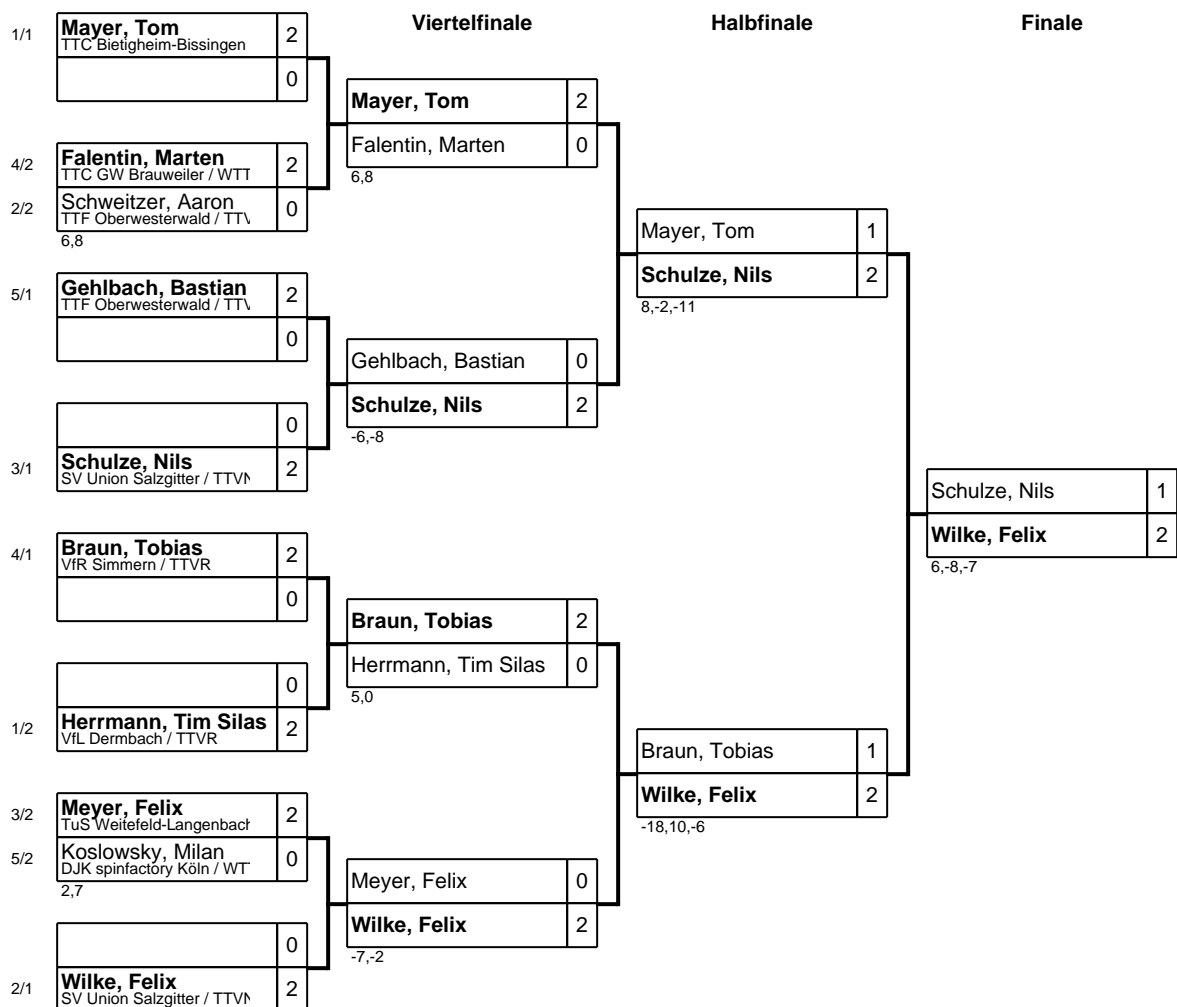 Viertelfinale
Halbfinale
Finale
1/1
Mayer, Tom
2
TTC Bietigheim-Bissingen
0
4/2
Falentin, Marten
2
TTC GW Brauweiler / WTT
2/2
Schweitzer, Aaron
0
TTF Oberwesterwald / TTV
6,8
5/1
Gehlbach, Bastian
2
TTF Oberwesterwald / TTV
0
0
3/1
Schulze, Nils
2
SV Union Salzgitter / TTVN
4/1
Braun, Tobias
2
VfR Simmern / TTVR
0
0
1/2
Herrmann, Tim Silas
2
VfL Dermbach / TTVR
3/2
Meyer, Felix
2
TuS Weitefeld-Langenbach
5/2
Koslowsky, Milan
0
DJK spinfactory Köln / WT
2,7
0
2/1
Wilke, Felix
2
SV Union Salzgitter / TTVN
Mayer, Tom
2
Falentin, Marten
0
6,8
Gehlbach, Bastian
0
Schulze, Nils
2
-6,-8
Braun, Tobias
2
Herrmann, Tim Silas
0
5,0
Meyer, Felix
0
Wilke, Felix
2
-7,-2
Mayer, Tom
1
Schulze, Nils
2
8,-2,-11
Braun, Tobias
1
Wilke, Felix
2
-18,10,-6
Schulze, Nils
1
Wilke, Felix
2
6,-8,-7